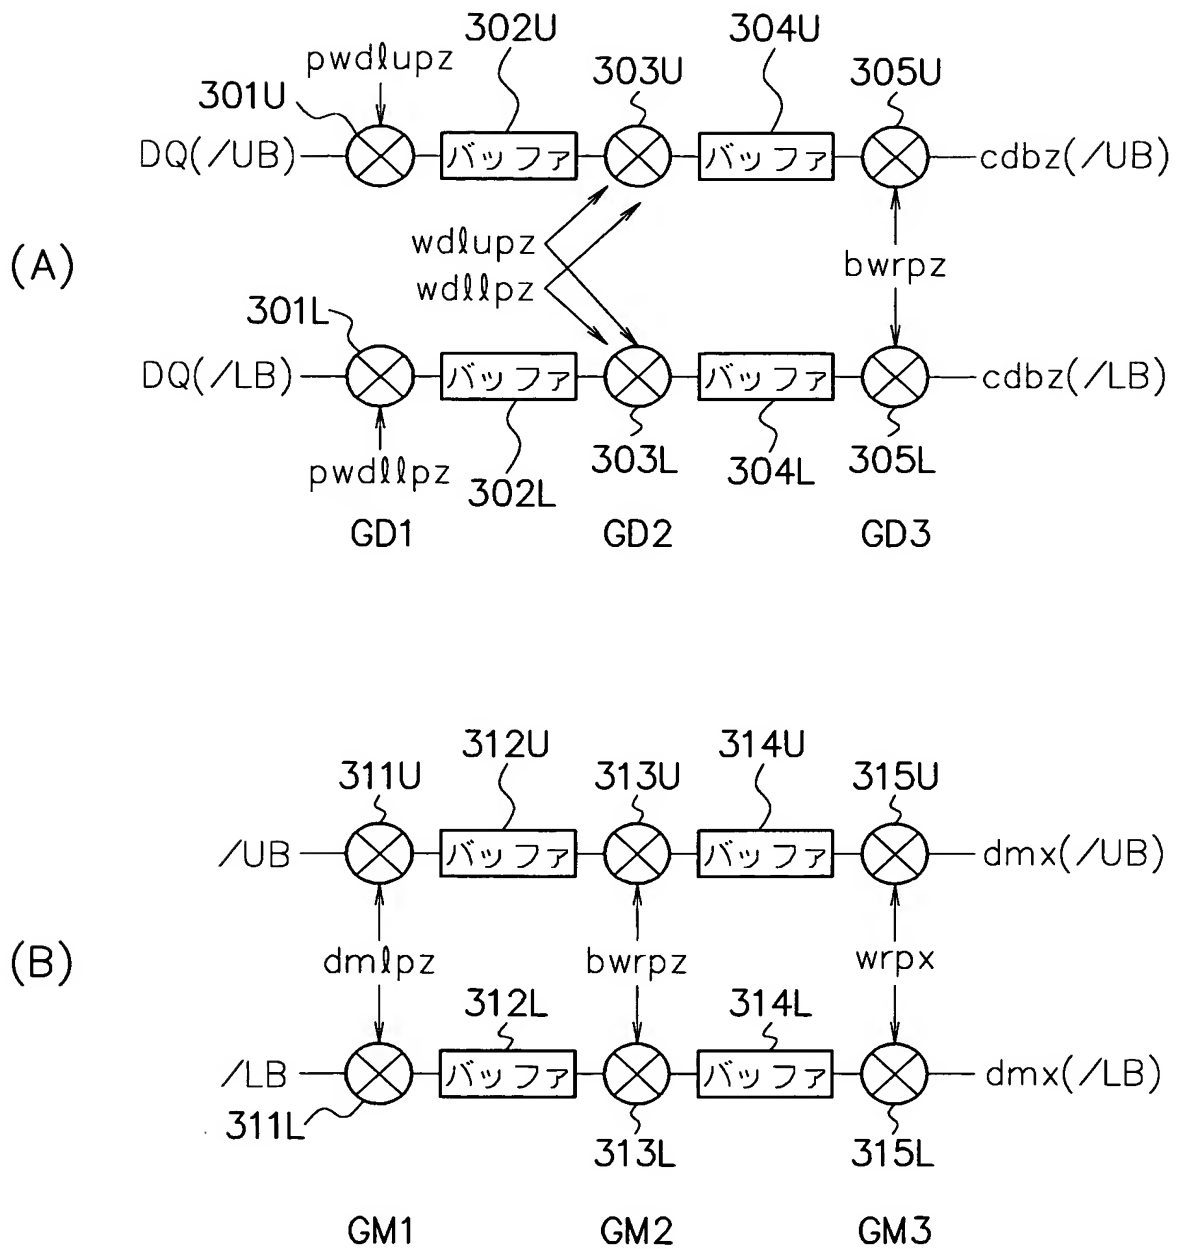 302U
304U
pwdℓupz
303U
305U
301U
DQ(/UB) バッファ バッファ cdbz(/UB)
(A)
wdℓupz
wdℓℓpz
bwrpz
301L
DQ(/LB) バッファ バッファ cdbz(/LB)
pwdℓℓpz
302L
303L
304L
305L
GD1 GD2 GD3
312U
314U
311U
313U
315U
/UB バッファ バッファ dmx(/UB)
(B)
dmℓpz bwrpz wrpx
312L
314L
/LB バッファ バッファ dmx(/LB)
311L
313L
315L
GM1 GM2 GM3